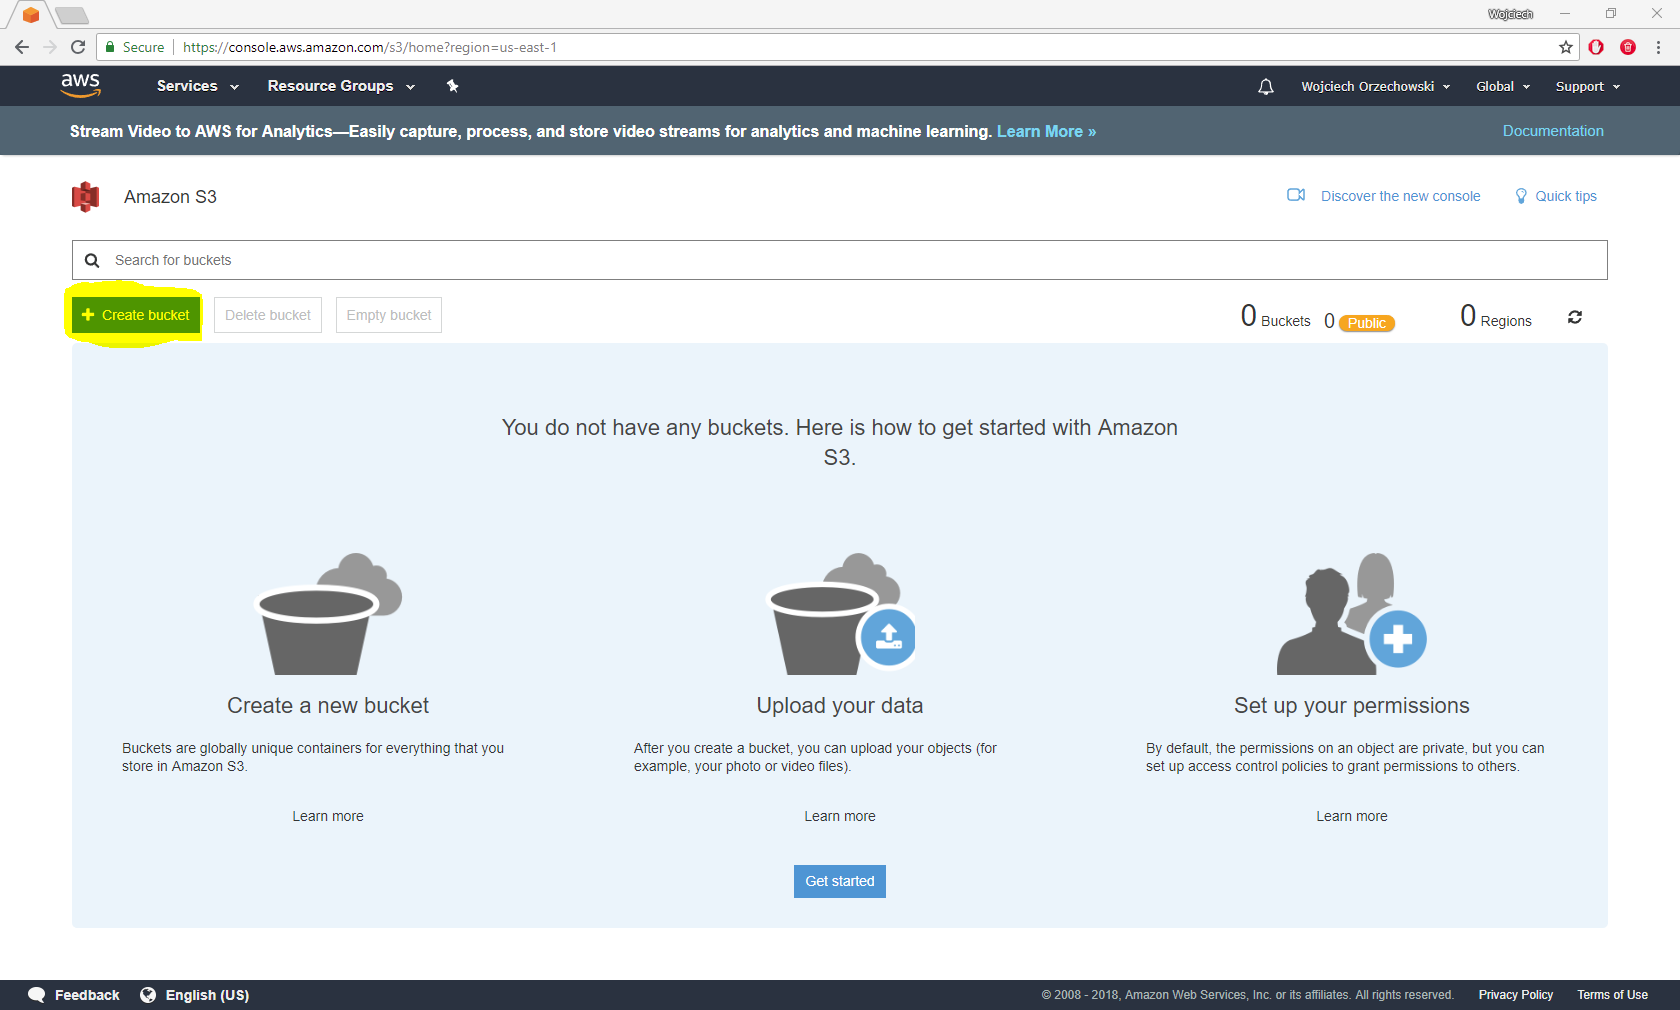 Wojciech
Secure
https://console.aws.amazon.com/s3/home?region=us-east-1
aws
Services
Resource Groups
Wojciech Orzechowski
Global
Support
Stream Video to AWS for Analytics—Easily capture, process, and store video streams for analytics and machine learning. Learn More »
Documentation
Amazon S3
Discover the new console
Quick tips
Search for buckets
Create bucket
Delete bucket
Empty bucket
0 Buckets
0 Public
0 Regions
You do not have any buckets. Here is how to get started with Amazon
S3.
Create a new bucket
Buckets are globally unique containers for everything that you
store in Amazon S3.
Learn more
Upload your data
After you create a bucket, you can upload your objects (for
example, your photo or video files).
Learn more
Set up your permissions
By default, the permissions on an object are private, but you can
set up access control policies to grant permissions to others.
Learn more
Get started
Feedback
English (US)
© 2008 - 2018, Amazon Web Services, Inc. or its affiliates. All rights reserved.
Privacy Policy
Terms of Use